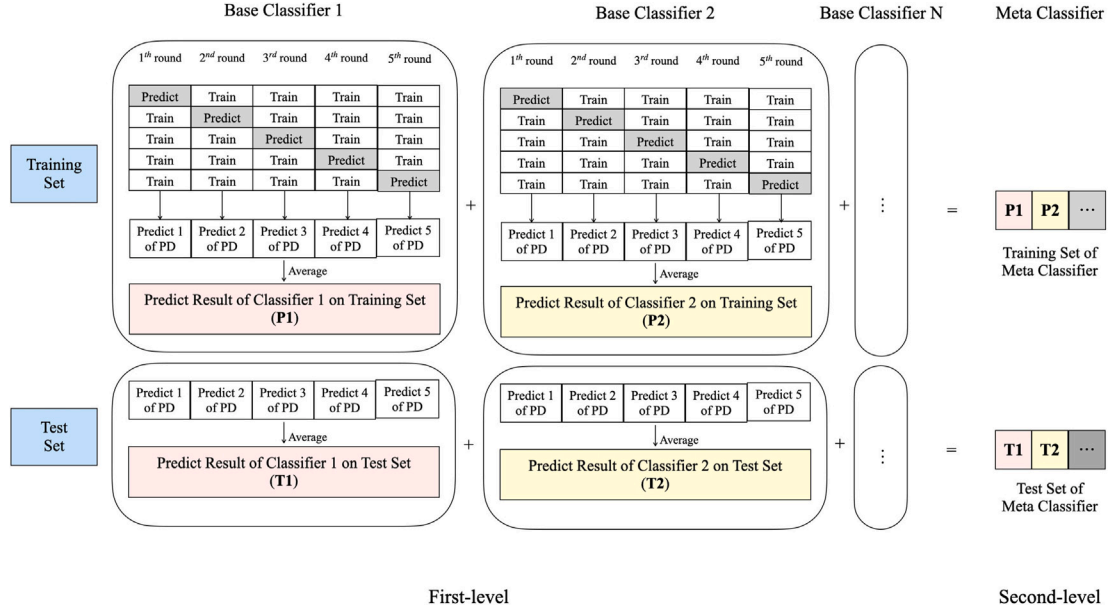 Base Classifier 1
Base Classifier 2
Base Classifier N
Meta Classifier
1th round 2nd round 3rd round 4th round 5th round
Predict Train Train Train Train
Train Predict Train Train Train
Train Train Predict Train Train
Train Train Train Predict Train
Train Train Train Train Predict
1th round 2nd round 3rd round 4th round 5th round
Predict Train Train Train Train
Train Predict Train Train Train
Train Train Predict Train Train
Train Train Train Predict Train
Train Train Train Train Predict
Training
Set
Predict 1 Predict 2 Predict 3 Predict 4 Predict 5
of PD of PD of PD of PD of PD
Average
Predict Result of Classifier 1 on Training Set
(P1)
+
Predict 1 Predict 2 Predict 3 Predict 4 Predict 5
of PD of PD of PD of PD of PD
Average
Predict Result of Classifier 2 on Training Set
(P2)
+
⋮
=
P1 P2 ⋯
Training Set of
Meta Classifier
Test
Set
Predict 1 Predict 2 Predict 3 Predict 4 Predict 5
of PD of PD of PD of PD of PD
Average
Predict Result of Classifier 1 on Test Set
(T1)
+
Predict 1 Predict 2 Predict 3 Predict 4 Predict 5
of PD of PD of PD of PD of PD
Average
Predict Result of Classifier 2 on Test Set
(T2)
+
⋮
=
T1 T2 ⋯
Test Set of
Meta Classifier
First-level
Second-level